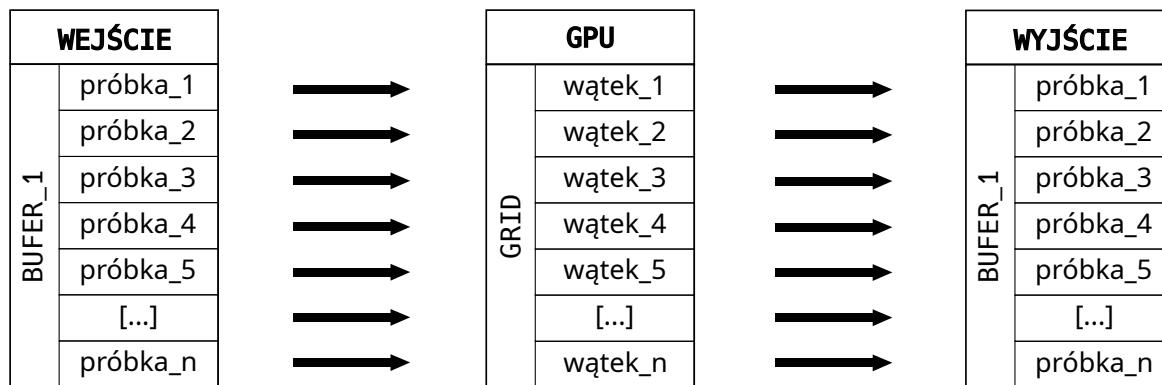 WEJŚCIE GPU WYJŚCIE
BUFER_1 GRID BUFER_1
próbka_1 wątek_1 próbka_1
próbka_2 wątek_2 próbka_2
próbka_3 wątek_3 próbka_3
próbka_4 wątek_4 próbka_4
próbka_5 wątek_5 próbka_5
[...] [...] [...]
próbka_n wątek_n próbka_n